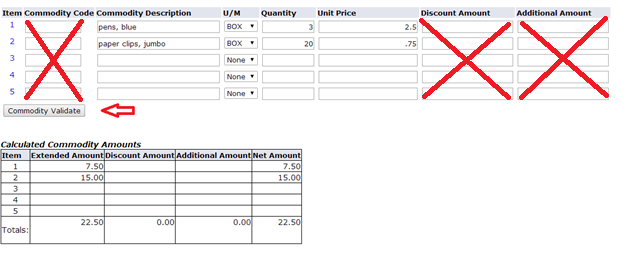 Item Commodity Code Commodity Description U/M Quantity Unit Price Discount Amount Additional Amount
1 pens, blue BOX 3 2.5
2 paper clips, jumbo BOX 20 .75
3 None
4 None
5 None
Commodity Validate
Calculated Commodity Amounts
Item Extended Amount Discount Amount Additional Amount Net Amount
1 7.50 7.50
2 15.00 15.00
3
4
5
Totals: 22.50 0.00 0.00 22.50